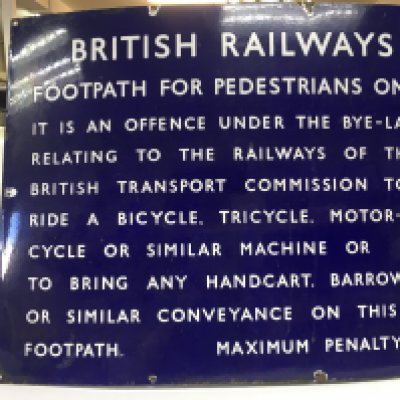 BRITISH RAILWAYS
FOOTPATH FOR PEDESTRIANS ON
IT IS AN OFFENCE UNDER THE BYE-LA
RELATING TO THE RAILWAYS OF TH
BRITISH TRANSPORT COMMISSION TO
RIDE A BICYCLE, TRICYCLE, MOTOR-
CYCLE OR SIMILAR MACHINE OR
TO BRING ANY HANDCART, BARROW
OR SIMILAR CONVEYANCE ON THIS
FOOTPATH. MAXIMUM PENALTY